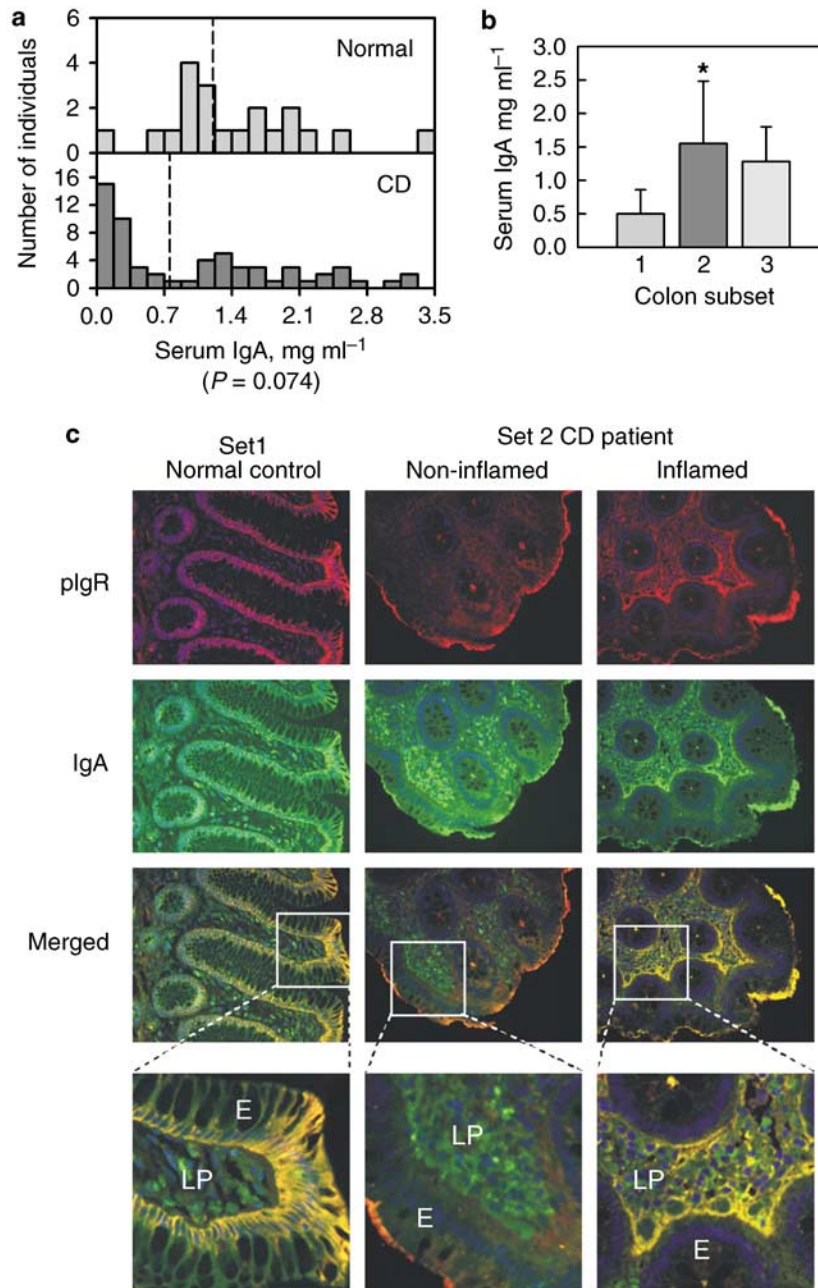 a
Number of individuals
6
4
2
0
Normal
16
12
8
4
0
CD
0.0 0.7 1.4 2.1 2.8 3.5
Serum IgA, mg ml⁻¹
(P = 0.074)
b
Serum IgA mg ml⁻¹
3.0
2.5
2.0
1.5
1.0
0.5
0.0
*
1 2 3
Colon subset
c
Set1
Normal control
Set 2 CD patient
Non-inflamed Inflamed
pIgR
IgA
Merged
E
LP
LP
E
LP
E